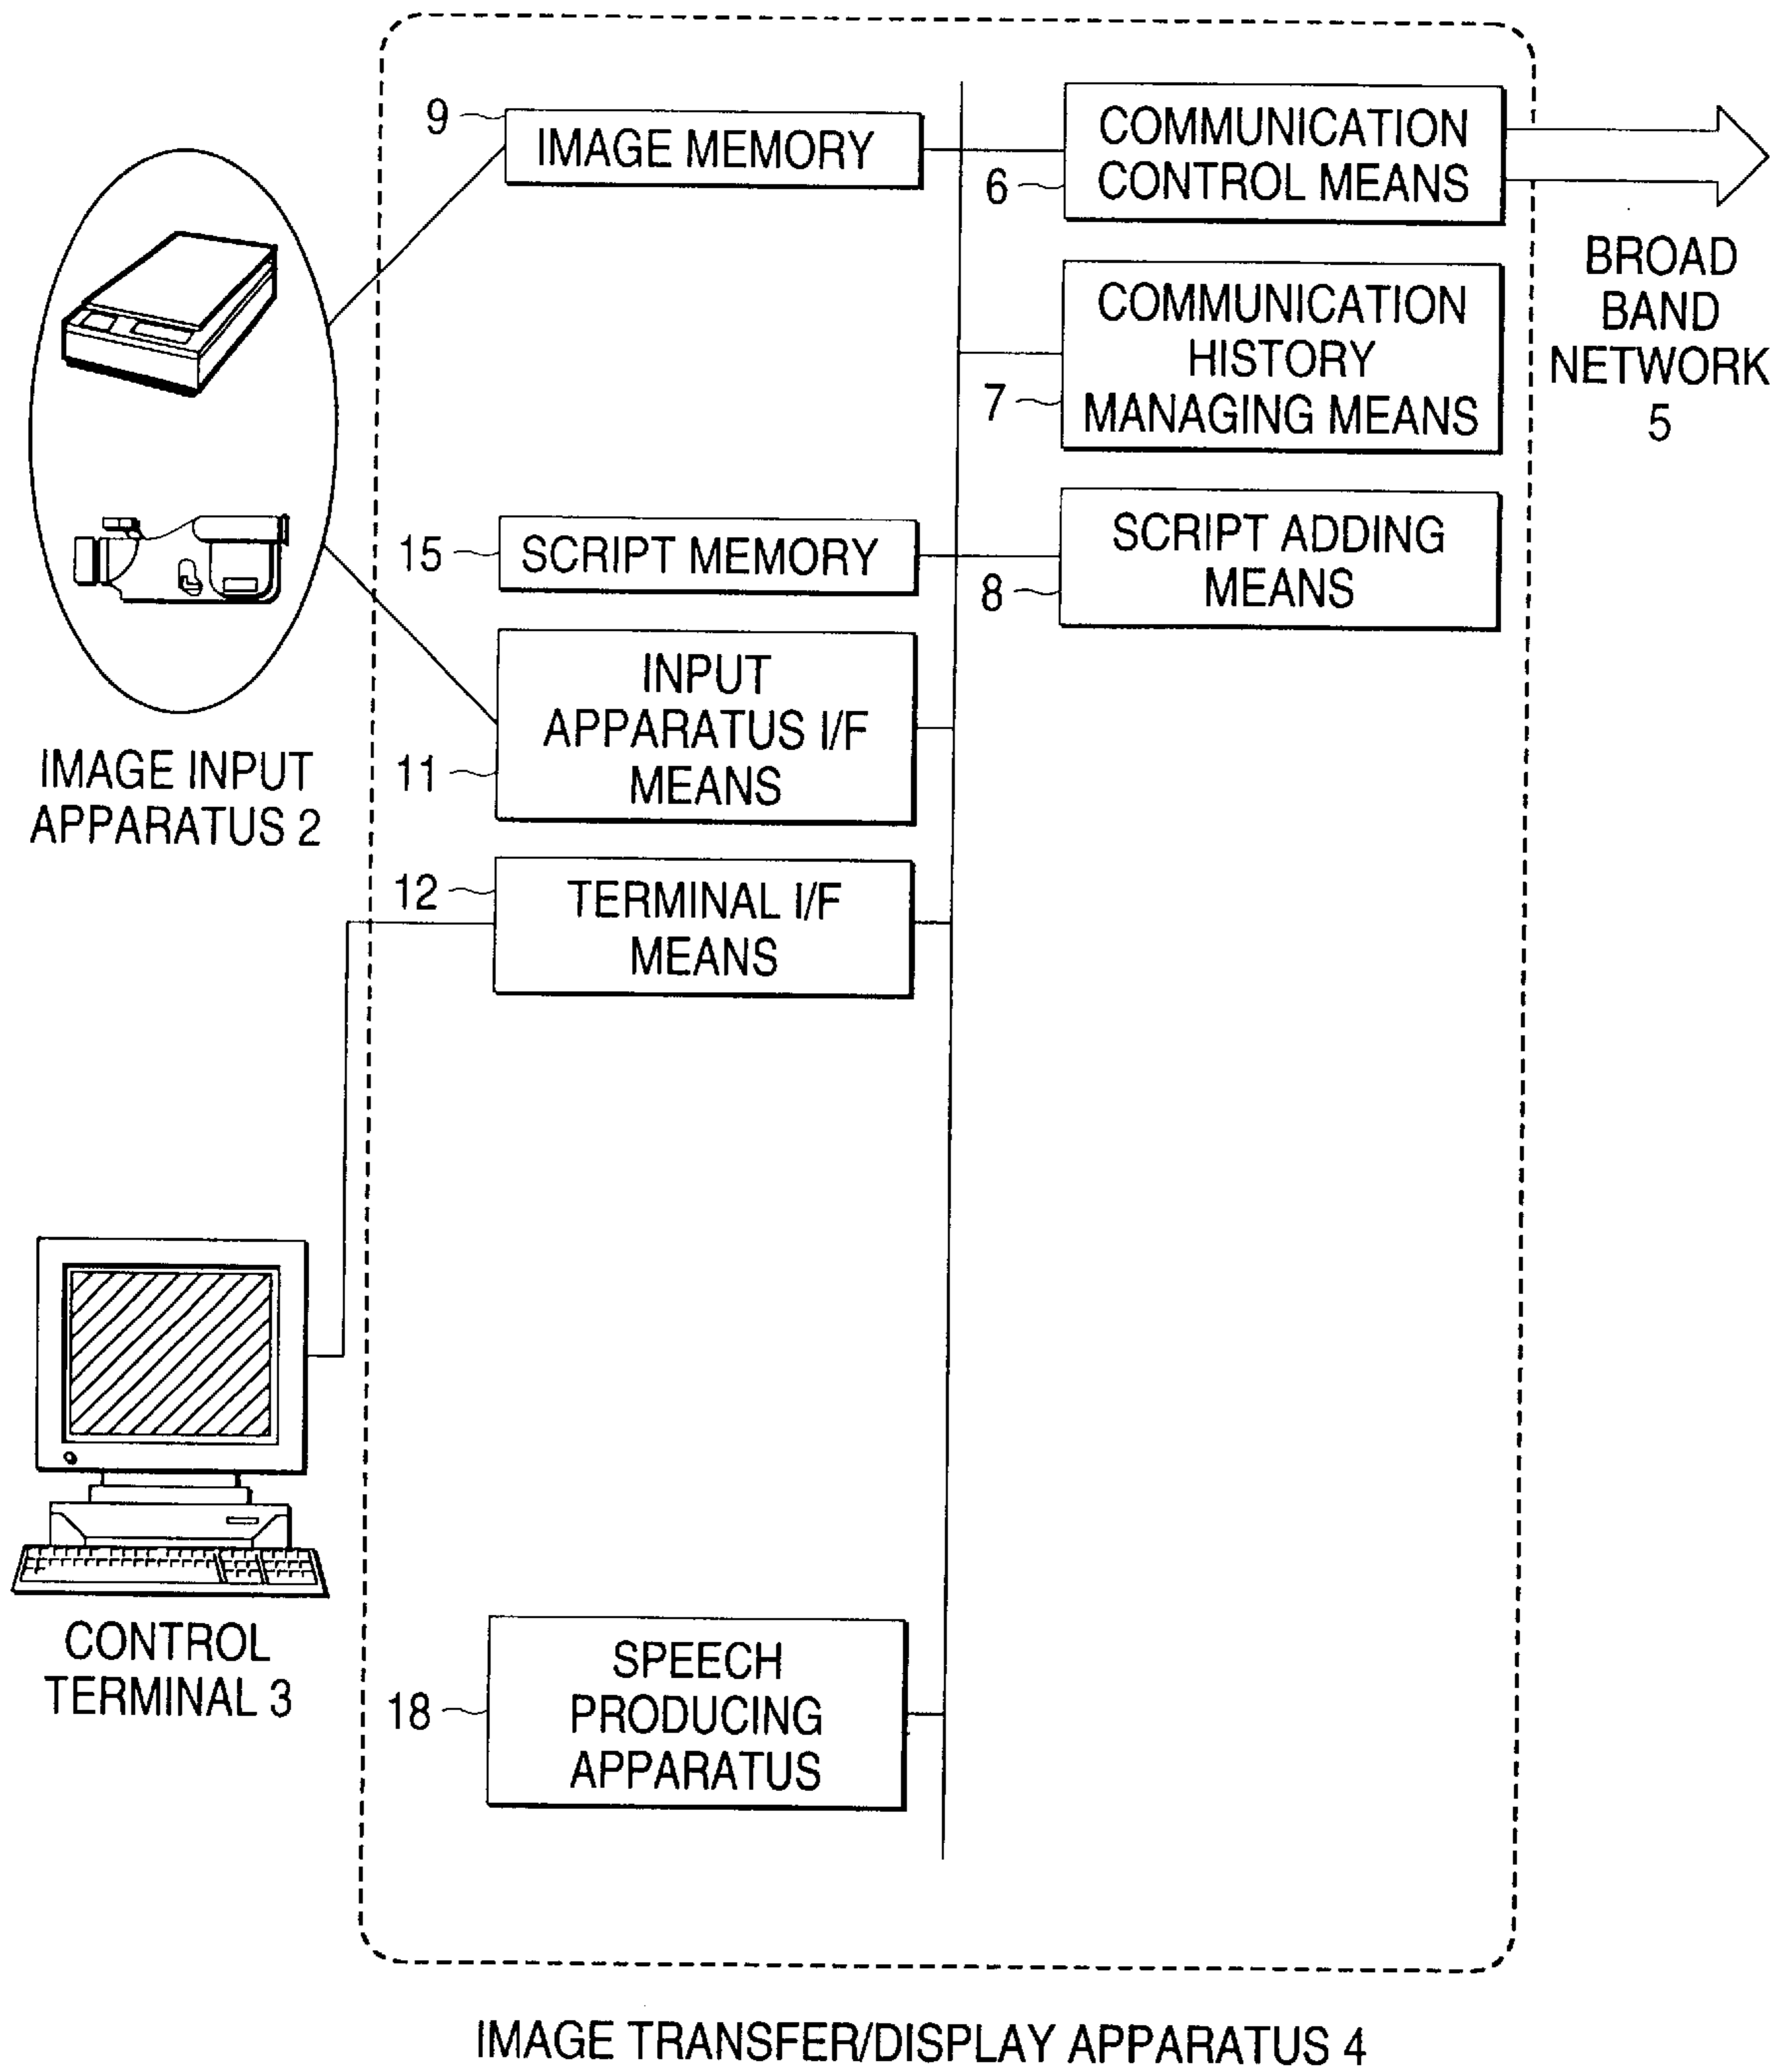 9
IMAGE MEMORY
COMMUNICATION
CONTROL MEANS
6
BROAD
BAND
NETWORK
5
COMMUNICATION
HISTORY
MANAGING MEANS
7
15
SCRIPT MEMORY
SCRIPT ADDING
MEANS
8
INPUT
APPARATUS I/F
MEANS
11
IMAGE INPUT
APPARATUS 2
12
TERMINAL I/F
MEANS
CONTROL
TERMINAL 3
18
SPEECH
PRODUCING
APPARATUS
IMAGE TRANSFER/DISPLAY APPARATUS 4